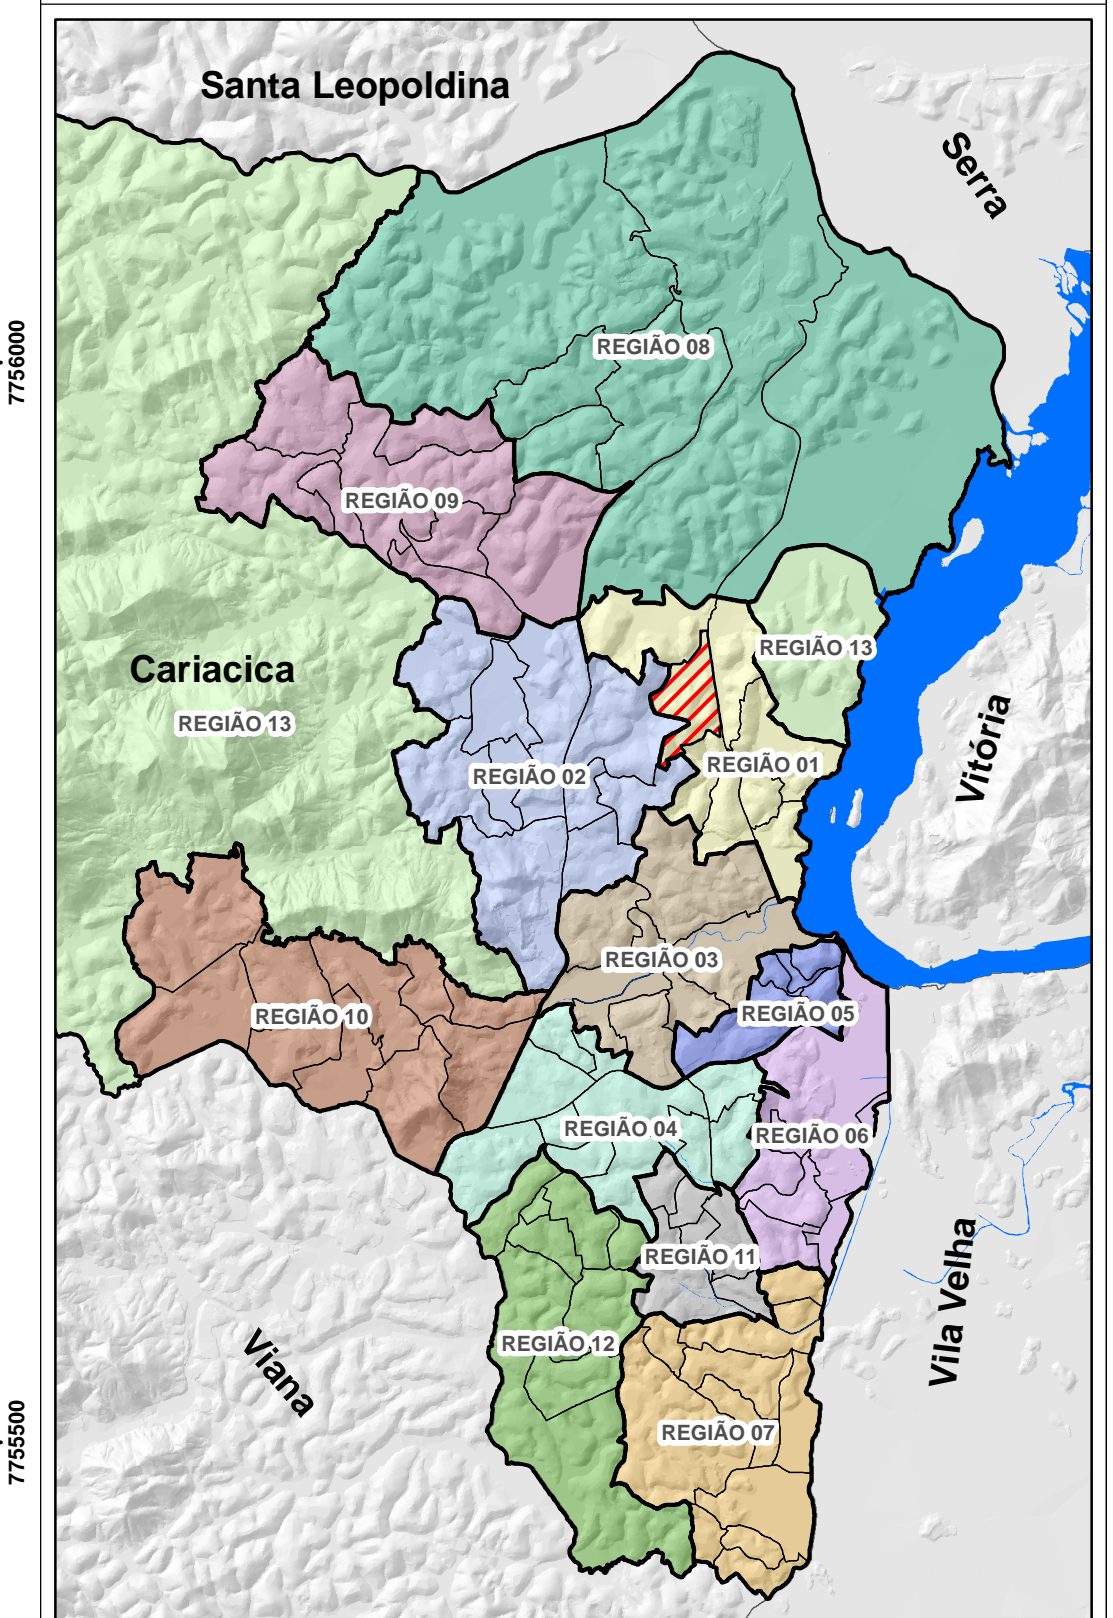 Santa Leopoldina
Serra
7756000
REGIÃO 08
REGIÃO 09
REGIÃO 13
Cariacica
REGIÃO 13
Vitória
REGIÃO 01
REGIÃO 02
REGIÃO 03
REGIÃO 10
REGIÃO 05
REGIÃO 04
REGIÃO 06
REGIÃO 11
Vila Velha
REGIÃO 12
Viana
REGIÃO 07
7755500